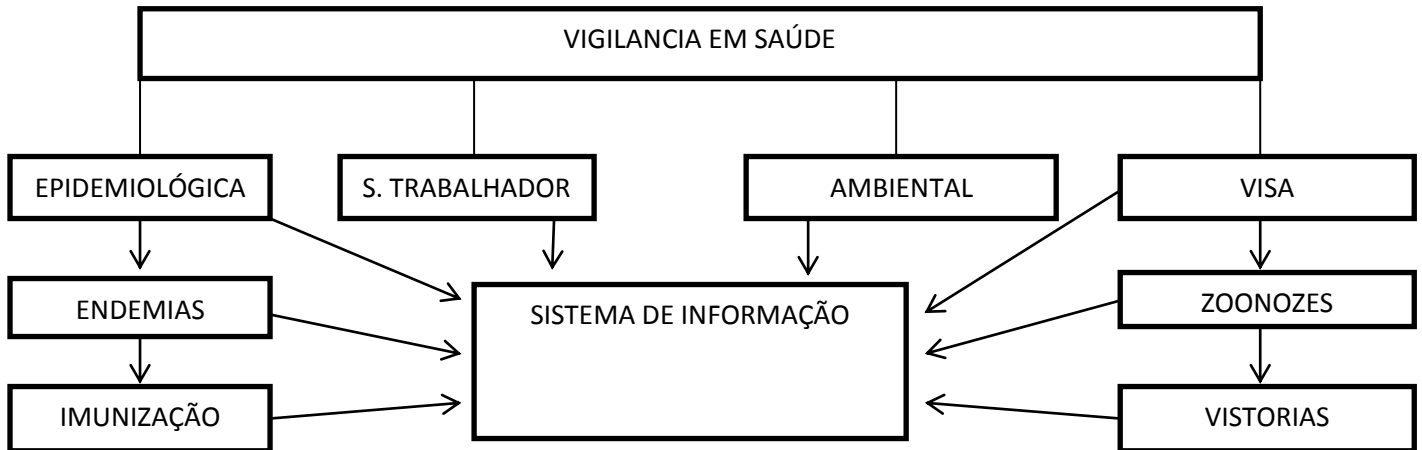 VIGILANCIA EM SAÚDE
EPIDEMIOLÓGICA
S. TRABALHADOR
AMBIENTAL
VISA
ENDEMIAS
SISTEMA DE INFORMAÇÃO
ZOONOZES
IMUNIZAÇÃO
VISTORIAS